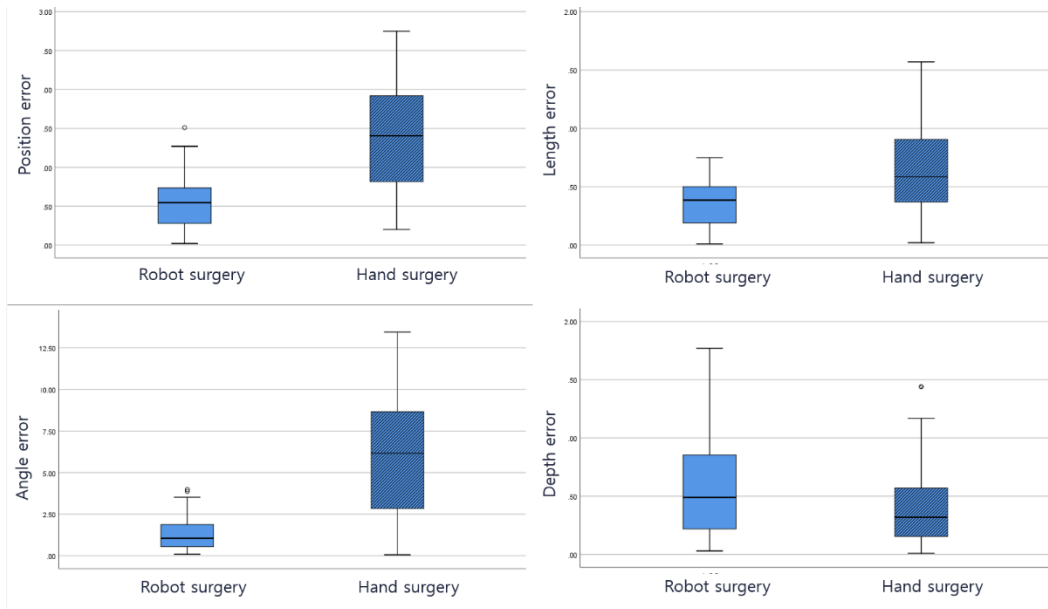 Position error
3.00
.50
.00
.50
.00
.50
.00
Robot surgery
Hand surgery
Length error
2.00
.50
.00
.50
.00
Robot surgery
Hand surgery
Angle error
12.50
10.00
7.50
5.00
2.50
.00
Robot surgery
Hand surgery
Depth error
2.00
.50
.00
.50
.00
Robot surgery
Hand surgery